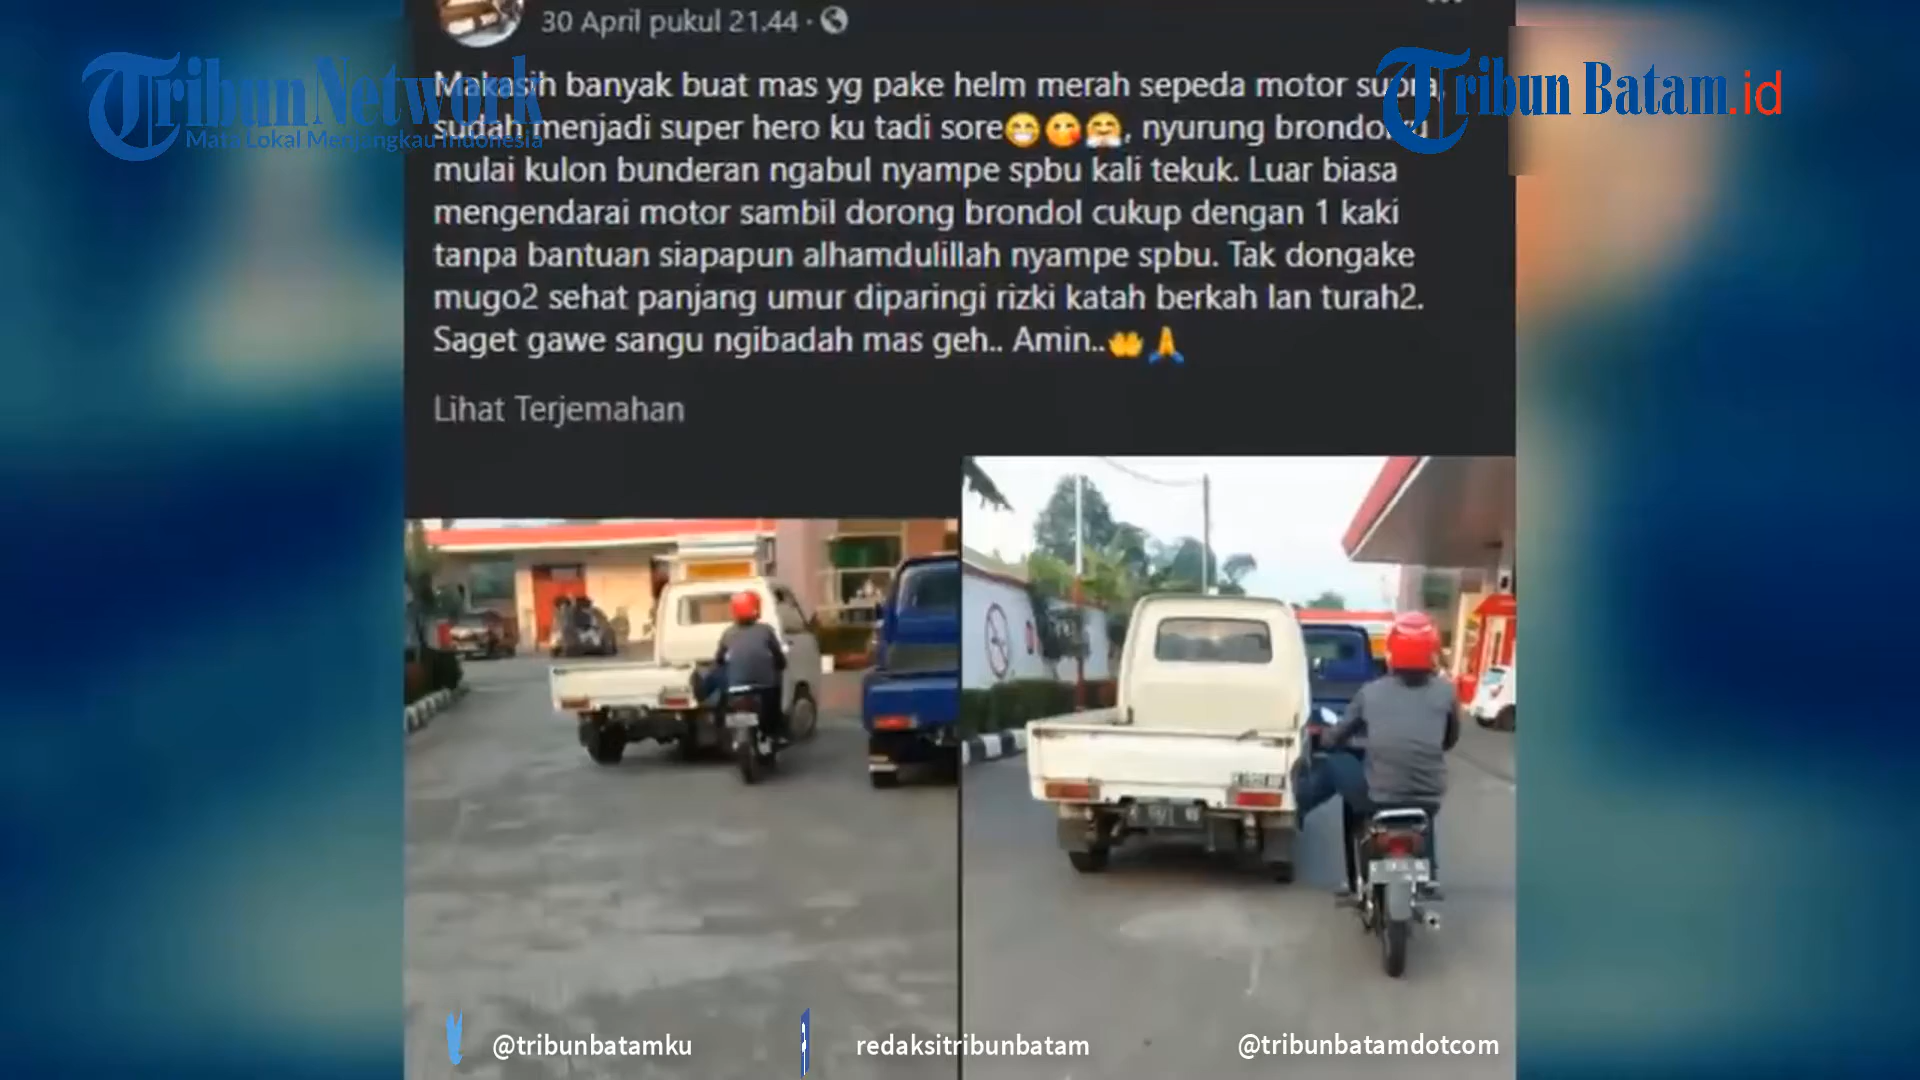 30 April pukul 21.44 ·
TribunNetwork
Mata Lokal Menjangkau Indonesia
Tribun Batam.id
Makasih banyak buat mas yg pake helm merah sepeda motor supra,
sudah menjadi super hero ku tadi sore😁😋🤗, nyurung brondolku
mulai kulon bunderan ngabul nyampe spbu kali tekuk. Luar biasa
mengendarai motor sambil dorong brondol cukup dengan 1 kaki
tanpa bantuan siapapun alhamdulillah nyampe spbu. Tak dongake
mugo2 sehat panjang umur diparingi rizki katah berkah lan turah2.
Saget gawe sangu ngibadah mas geh.. Amin..🤲🙏
Lihat Terjemahan
@tribunbatamku
redaksitribunbatam
@tribunbatamdotcom